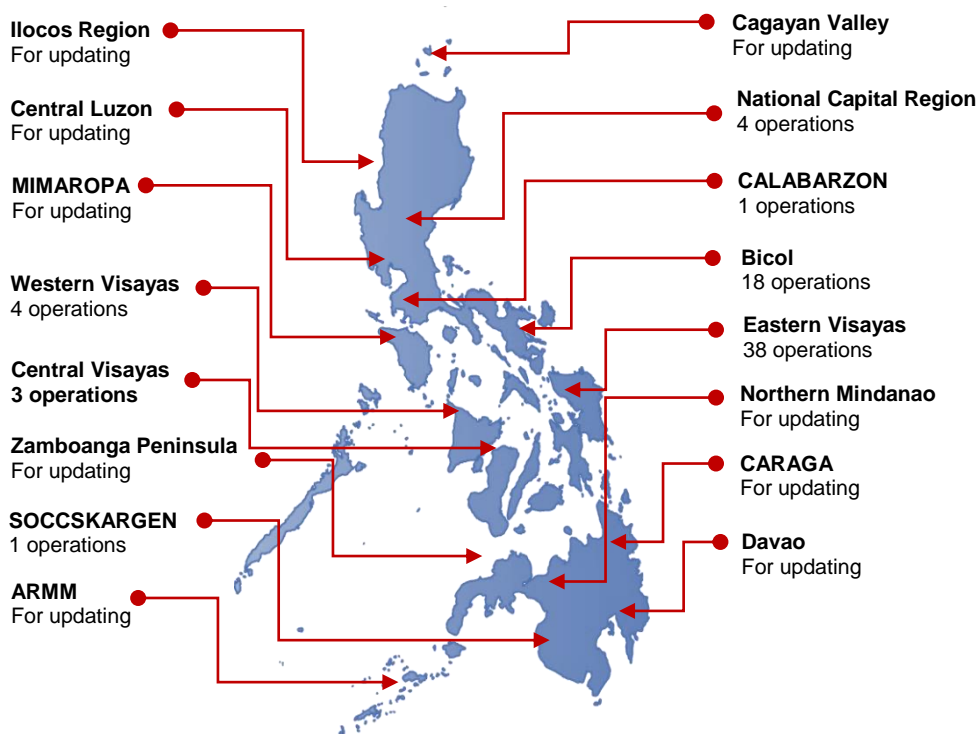 Ilocos Region
For updating
Central Luzon
For updating
MIMAROPA
For updating
Western Visayas
4 operations
Central Visayas
3 operations
Zamboanga Peninsula
For updating
SOCCSKARGEN
1 operations
ARMM
For updating
Cagayan Valley
For updating
National Capital Region
4 operations
CALABARZON
1 operations
Bicol
18 operations
Eastern Visayas
38 operations
Northern Mindanao
For updating
CARAGA
For updating
Davao
For updating